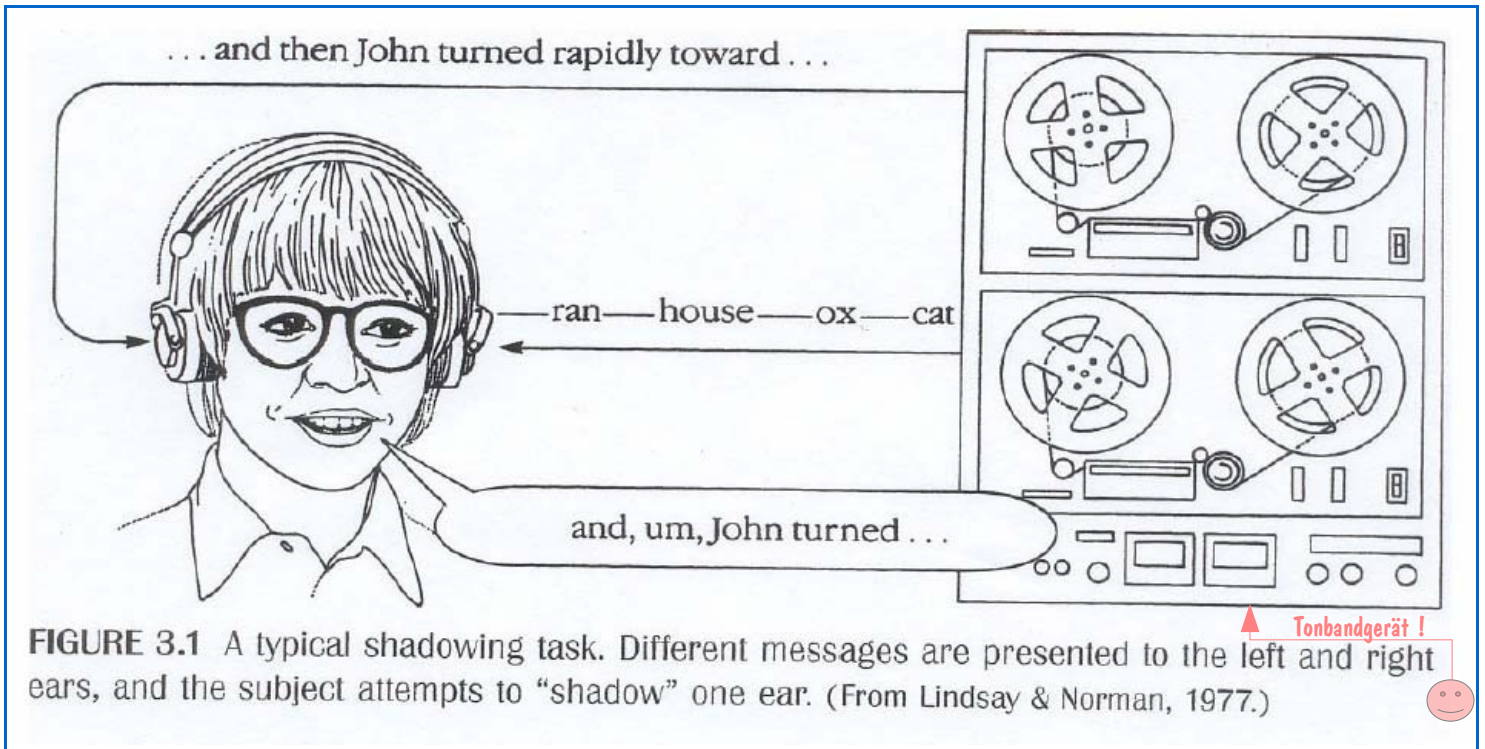 ...and then John turned rapidly toward...
—ran—house—ox—cat
and, um, John turned...
Tonbandgerät !
FIGURE 3.1 A typical shadowing task. Different messages are presented to the left and right
ears, and the subject attempts to “shadow” one ear. (From Lindsay & Norman, 1977.)